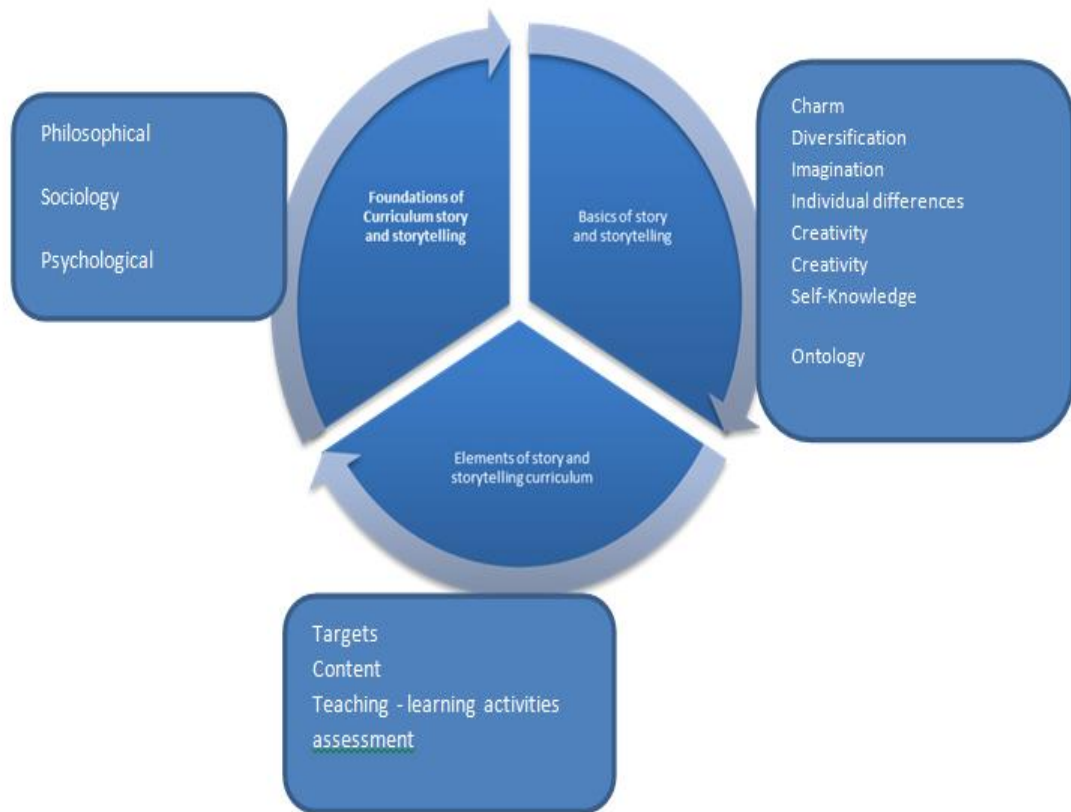 Philosophical
Sociology
Psychological
Foundations of
Curriculum story
and storytelling
Basics of story
and storytelling
Charm
Diversification
Imagination
Individual differences
Creativity
Creativity
Self-Knowledge
Ontology
Elements of story and
storytelling curriculum
Targets
Content
Teaching - learning activities
assessment